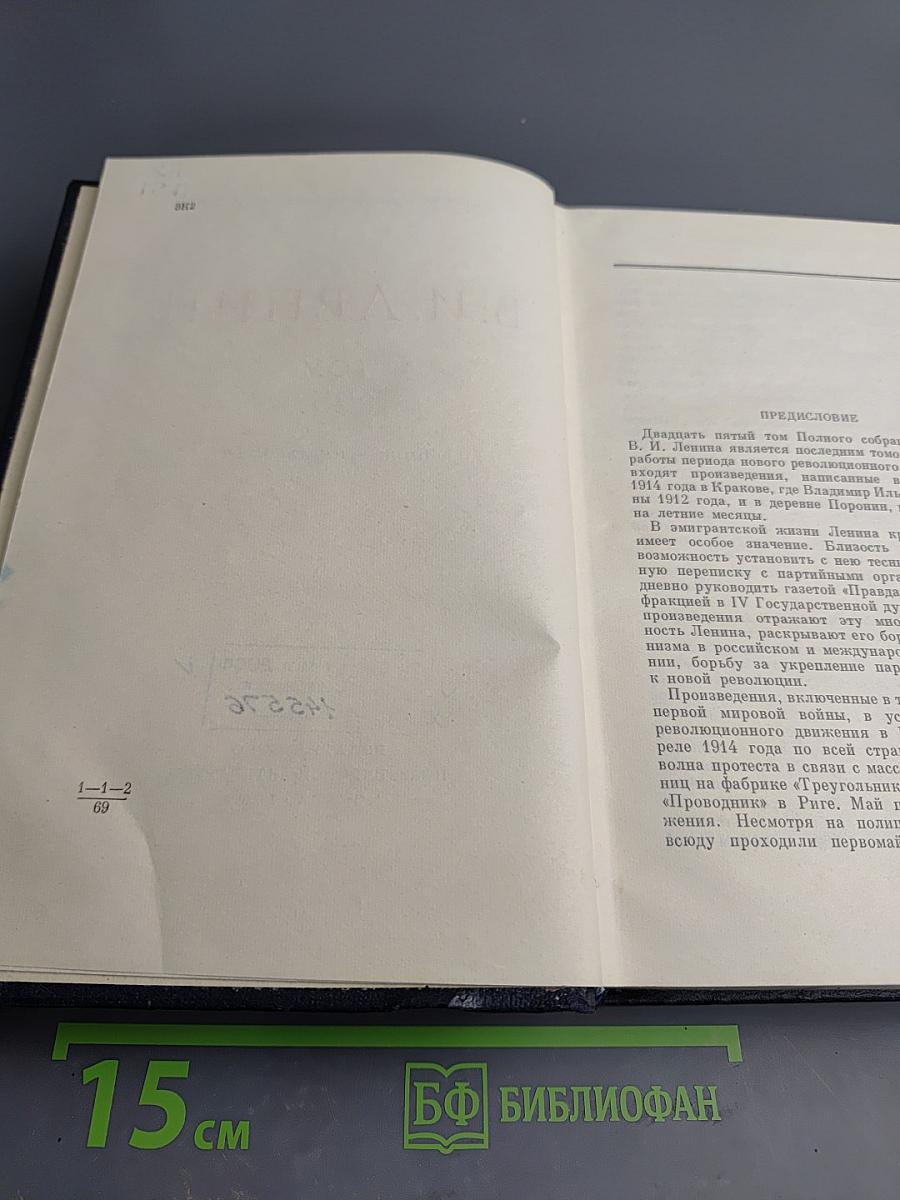 ЗК2
1—1—2
69
ПРЕДИСЛОВИЕ
Двадцать пятый том Полного собра
В. И. Ленина является последним томо
работы периода нового революционного
входят произведения, написанные в
1914 года в Кракове, где Владимир Иль
ны 1912 года, и в деревне Поронин,
на летние месяцы.
В эмигрантской жизни Ленина кр
имеет особое значение. Близость
возможность установить с нею тесн
ную переписку с партийными орга
дневно руководить газетой «Правда
фракцией в IV Государственной ду
произведения отражают эту мно
ность Ленина, раскрывают его бор
низма в российском и междунаро
нии, борьбу за укрепление пар
к новой революции.
Произведения, включенные в т
первой мировой войны, в ус
революционного движения в
реле 1914 года по всей стра
волна протеста в связи с масс
ниц на фабрике «Треугольник
«Проводник» в Риге. Май п
жения. Несмотря на полиц
всюду проходили первомай
15 см
БФ БИБЛИОФАН